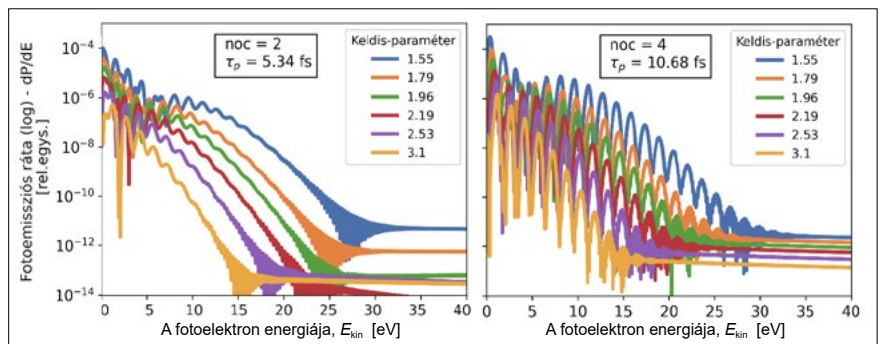 Fotoemissziós ráta (log) - dP/dE
[rel.egys.]
10⁻⁴
10⁻⁶
10⁻⁸
10⁻¹⁰
10⁻¹²
10⁻¹⁴
noc = 2
τp = 5.34 fs
Keldis-paraméter
1.55
1.79
1.96
2.19
2.53
3.1
0 5 10 15 20 25 30 35 40
A fotoelektron energiája, Ekin [eV]
noc = 4
τp = 10.68 fs
Keldis-paraméter
1.55
1.79
1.96
2.19
2.53
3.1
0 5 10 15 20 25 30 35 40
A fotoelektron energiája, Ekin [eV]